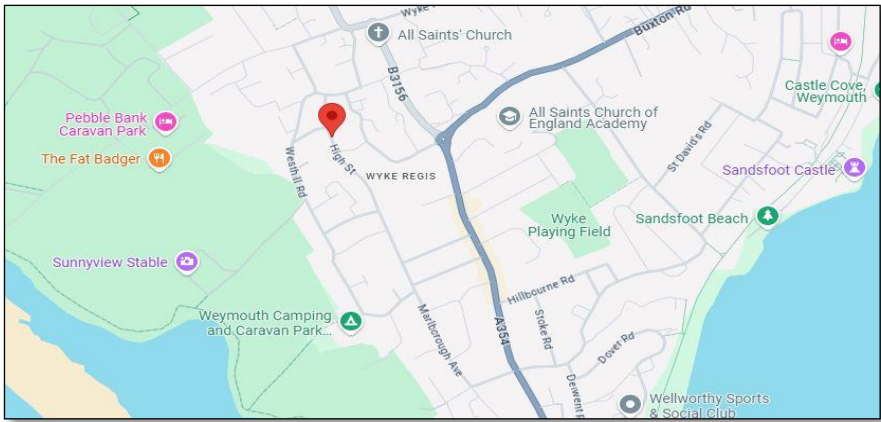 Wyke
Buxton Rd
All Saints' Church
B3156
Castle Cove,
Weymouth
Pebble Bank
Caravan Park
All Saints Church of
England Academy
The Fat Badger
High St
St David's Rd
Westhill Rd
WYKE REGIS
Sandsfoot Castle
Wyke
Playing Field
Sandsfoot Beach
Sunnyview Stable
Hillbourne Rd
Weymouth Camping
and Caravan Park...
Marlborough Ave
A354
Stoke Rd
Dover Rd
Derwent
Wellworthy Sports
& Social Club